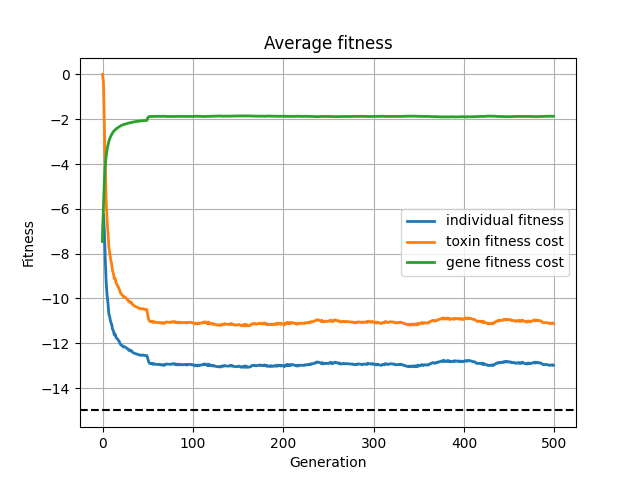 Average fitness
Fitness
0
−2
−4
−6
−8
−10
−12
−14
individual fitness
toxin fitness cost
gene fitness cost
0 100 200 300 400 500
Generation